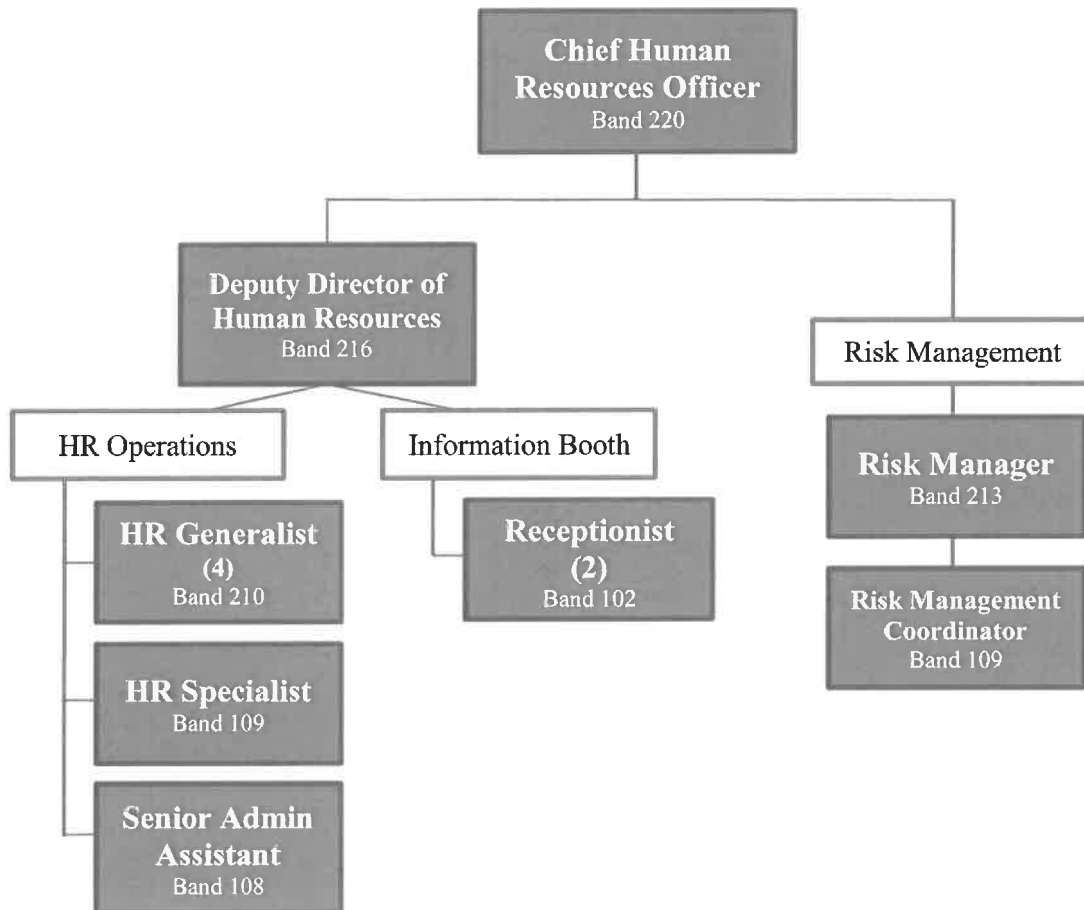 Chief Human
Resources Officer
Band 220
Deputy Director of
Human Resources
Band 216
Risk Management
HR Operations
Information Booth
Risk Manager
Band 213
HR Generalist
(4)
Band 210
Receptionist
(2)
Band 102
Risk Management
Coordinator
Band 109
HR Specialist
Band 109
Senior Admin
Assistant
Band 108